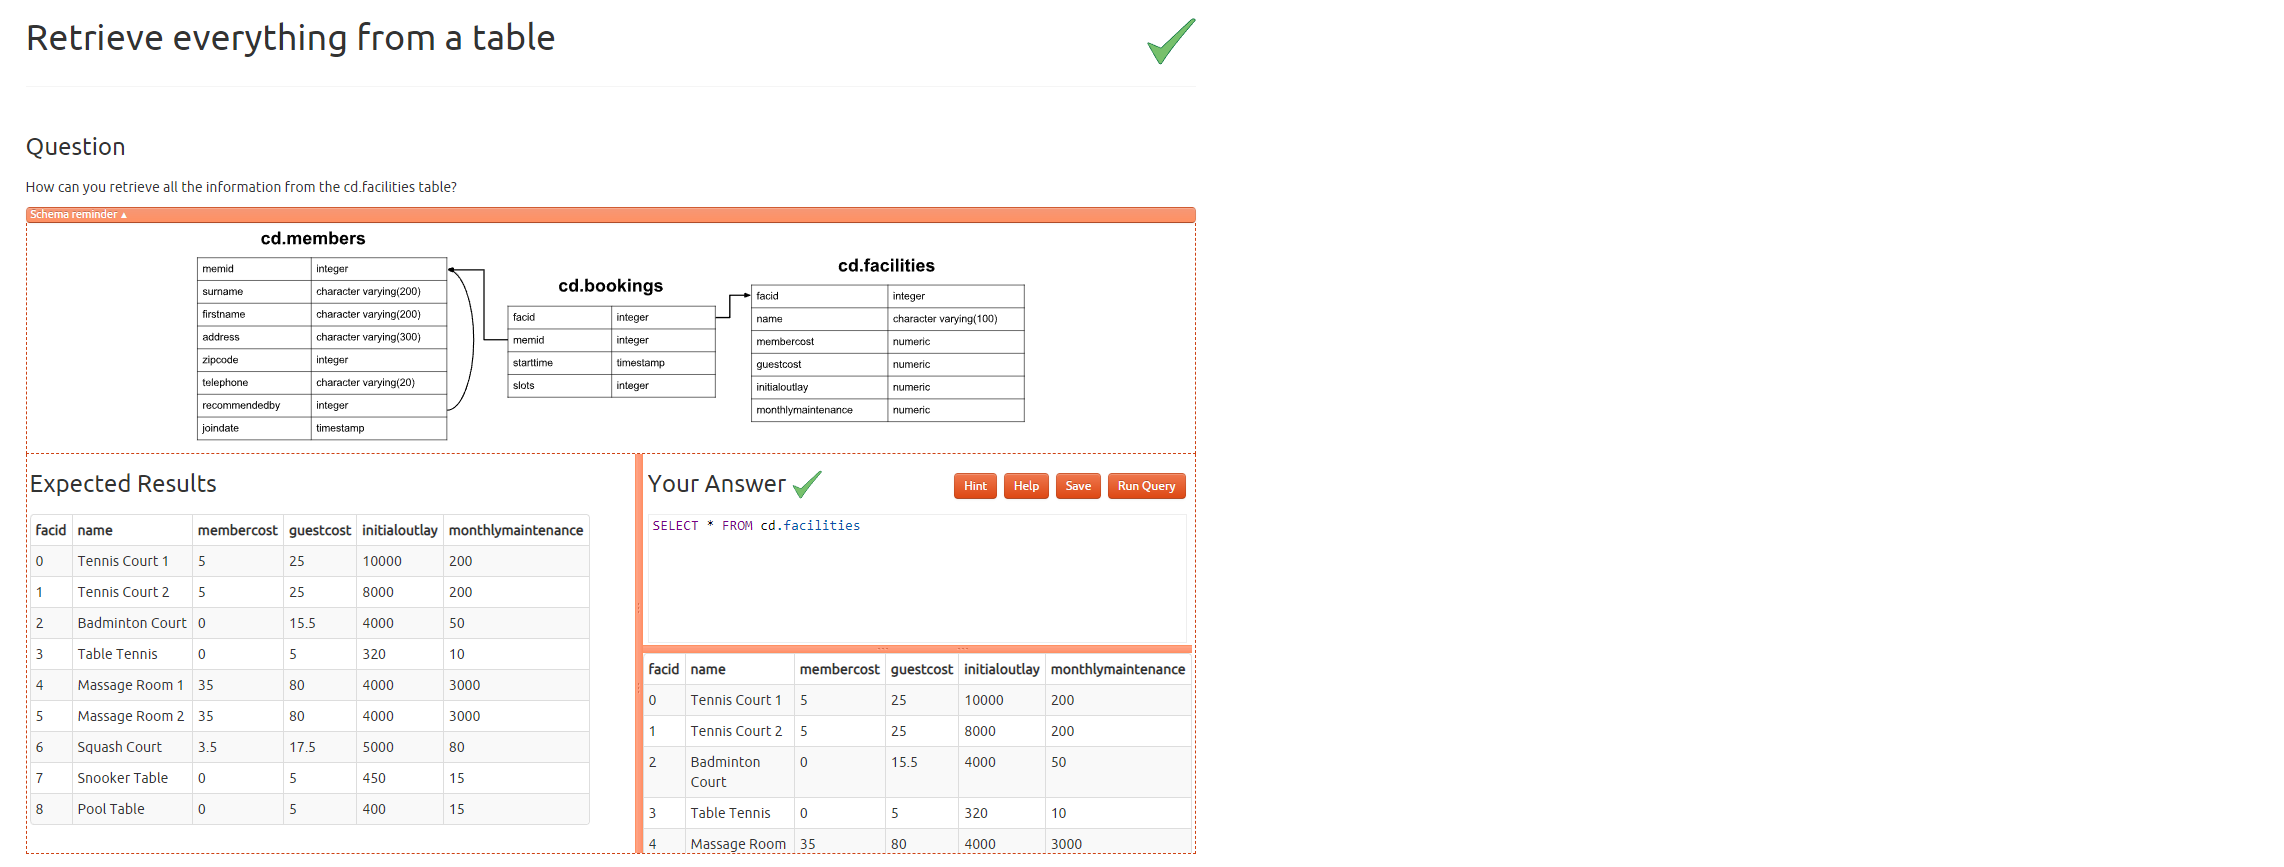 Retrieve everything from a table
Question
How can you retrieve all the information from the cd.facilities table?
Schema reminder ▴
cd.members
memid integer
surname character varying(200)
firstname character varying(200)
address character varying(300)
zipcode integer
telephone character varying(20)
recommendedby integer
joindate timestamp
cd.bookings
facid integer
memid integer
starttime timestamp
slots integer
cd.facilities
facid integer
name character varying(100)
membercost numeric
guestcost numeric
initialoutlay numeric
monthlymaintenance numeric
Expected Results
facid name membercost guestcost initialoutlay monthlymaintenance
0 Tennis Court 1 5 25 10000 200
1 Tennis Court 2 5 25 8000 200
2 Badminton Court 0 15.5 4000 50
3 Table Tennis 0 5 320 10
4 Massage Room 1 35 80 4000 3000
5 Massage Room 2 35 80 4000 3000
6 Squash Court 3.5 17.5 5000 80
7 Snooker Table 0 5 450 15
8 Pool Table 0 5 400 15
Your Answer
Hint Help Save Run Query
SELECT * FROM cd.facilities
facid name membercost guestcost initialoutlay monthlymaintenance
0 Tennis Court 1 5 25 10000 200
1 Tennis Court 2 5 25 8000 200
2 Badminton Court 0 15.5 4000 50
3 Table Tennis 0 5 320 10
4 Massage Room 35 80 4000 3000